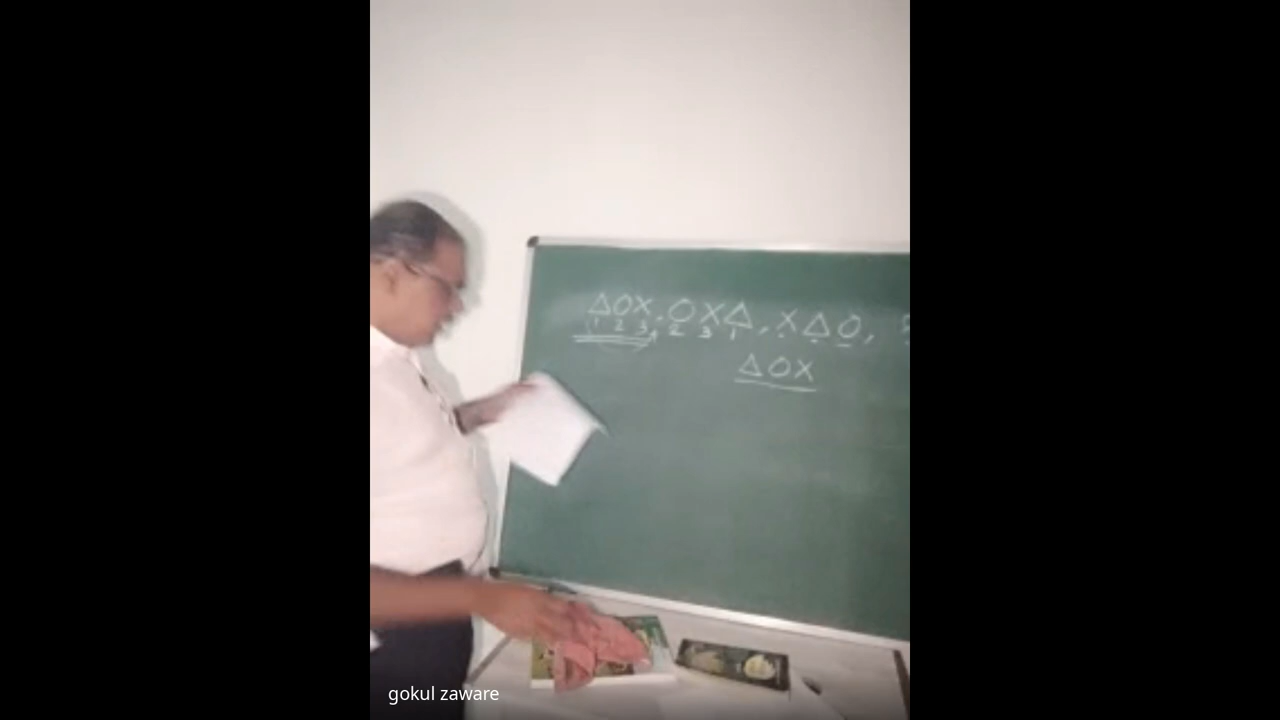 ΔOX, OXΔ, XΔO, ?
1 2 3 2 3 1
ΔOX
gokul zaware